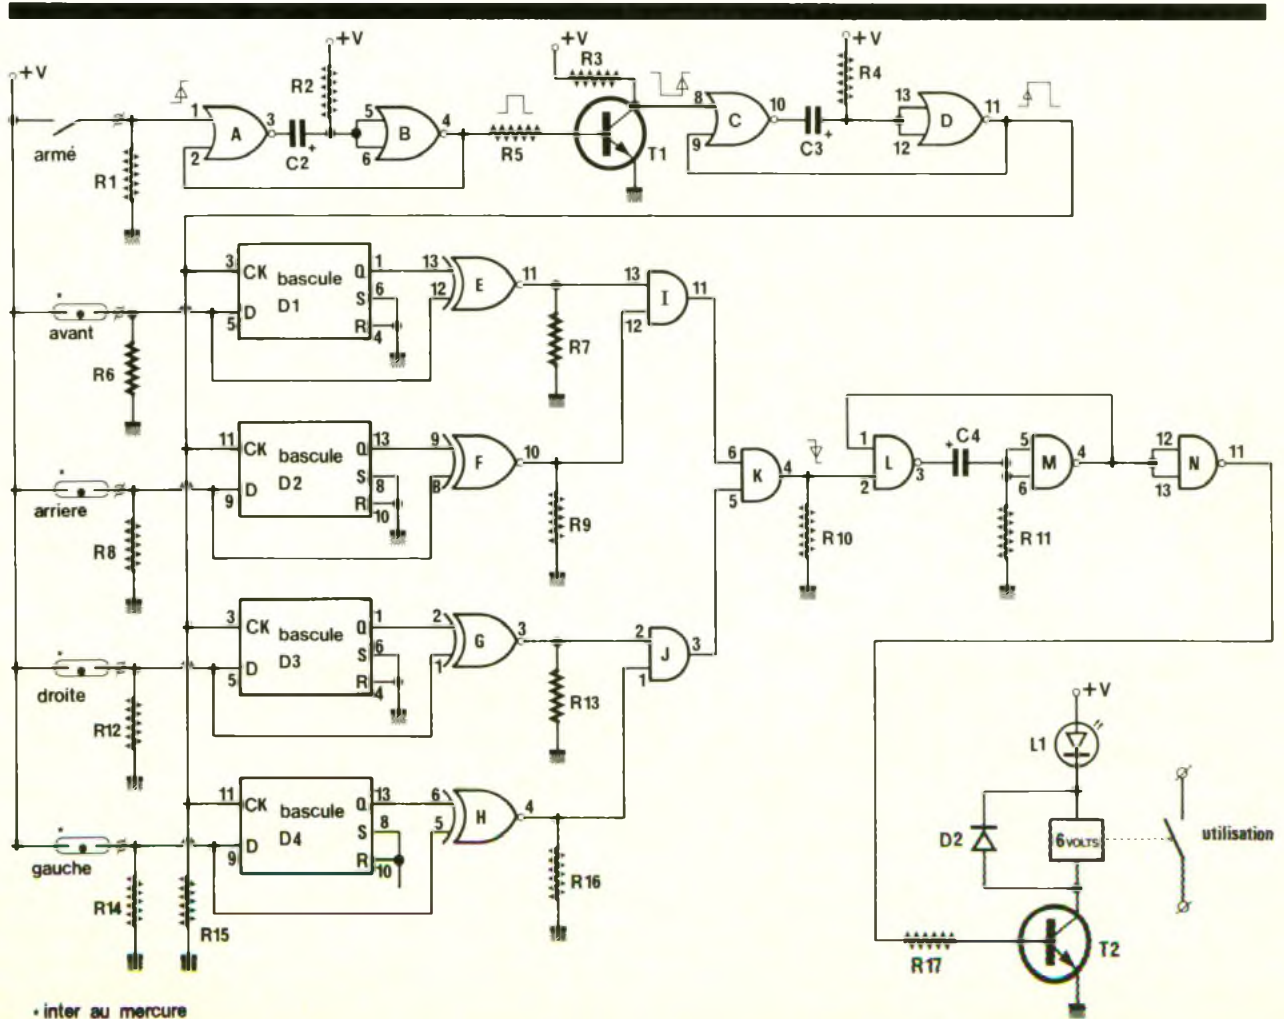 +V
+V
+V
+V
R2
R3
R4
1
2
3
A
C2
+
5
6
4
B
R5
T1
8
9
10
C
C3
+
13
12
11
D
armé
R1
3
CK
bascule
D1
Q
1
S
6
R
4
D
5
avant
R6
13
12
E
11
R7
13
12
I
11
11
CK
bascule
D2
Q
13
S
8
R
10
D
9
arriere
R8
9
8
F
10
R9
6
5
K
4
R10
1
2
L
3
+
C4
5
6
M
4
R11
12
13
N
11
3
CK
bascule
D3
Q
1
S
6
R
4
D
5
droite
R12
2
1
G
3
R13
2
1
J
3
11
CK
bascule
D4
Q
13
S
8
R
10
D
9
gauche
R14
R15
6
5
H
4
R16
+V
L1
D2
6 VOLTS
utilisation
R17
T2
• inter au mercure